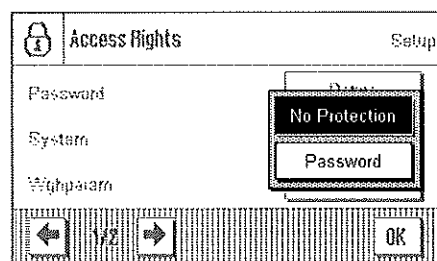 Access Rights
Setup
Password
No Protection
System
Password
Wghparam
1/2
OK